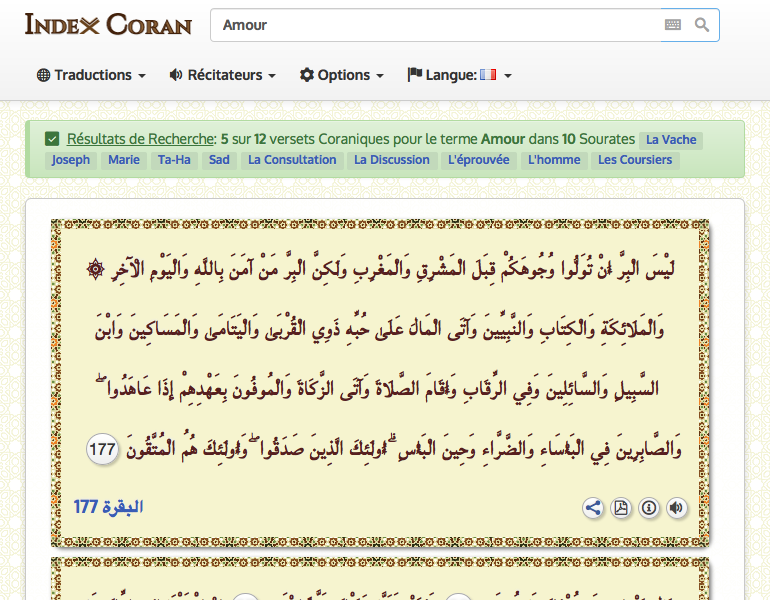 INDEX CORAN
Amour
Traductions
Récitateurs
Options
Langue:
Résultats de Recherche: 5 sur 12 versets Coraniques pour le terme Amour dans 10 Sourates La Vache
Joseph Marie Ta-Ha Sad La Consultation La Discussion L'éprouvée L'homme Les Coursiers
لَيْسَ الْبِرَّ اَنْ تُوَلُّوا وُجُوهَكُمْ قِبَلَ الْمَشْرِقِ وَالْمَغْرِبِ وَلَكِنَّ الْبِرَّ مَنْ آمَنَ بِاللَّهِ وَالْيَوْمِ الْآخِرِ ۞
وَالْمَلَائِكَةِ وَالْكِتَابِ وَالنَّبِيِّينَ وَآتَى الْمَالَ عَلَى حُبِّهِ ذَوِي الْقُرْبَى وَالْيَتَامَى وَالْمَسَاكِينَ وَابْنَ
السَّبِيلِ وَالسَّائِلِينَ وَفِي الرِّقَابِ وَأَقَامَ الصَّلَاةَ وَآتَى الزَّكَاةَ وَالْمُوفُونَ بِعَهْدِهِمْ إِذَا عَاهَدُوا ۖ
وَالصَّابِرِينَ فِي الْبَأْسَاءِ وَالضَّرَّاءِ وَحِينَ الْبَأْسِ ۗ أُولَئِكَ الَّذِينَ صَدَقُوا ۖ وَأُولَئِكَ هُمُ الْمُتَّقُونَ 177
البقرة 177